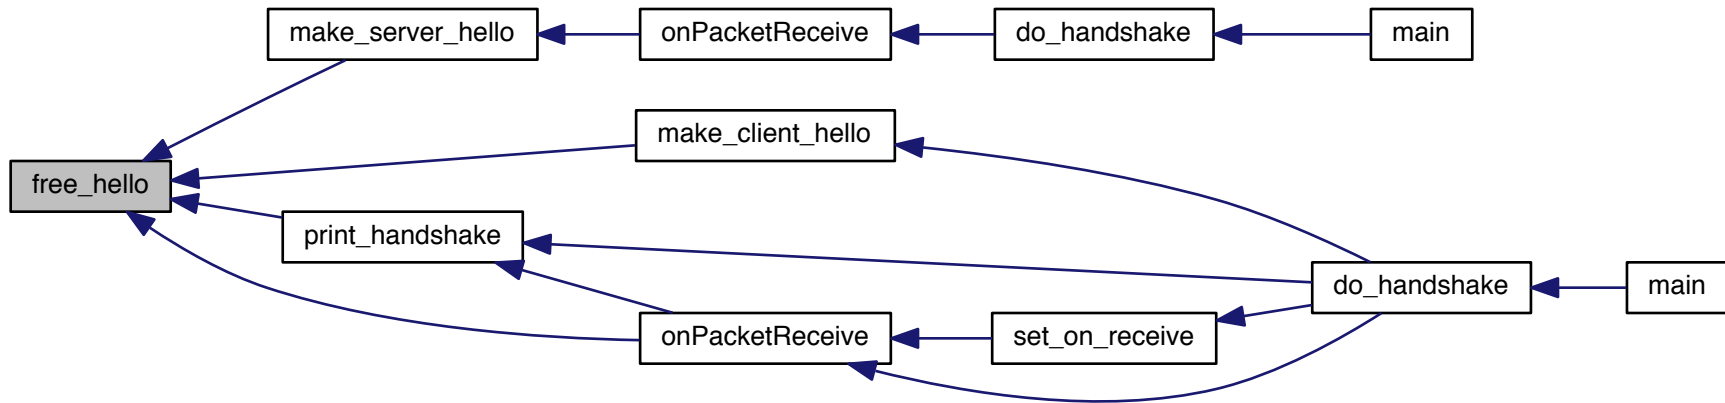 make_server_hello
onPacketReceive
do_handshake
main
make_client_hello
free_hello
print_handshake
do_handshake
main
onPacketReceive
set_on_receive